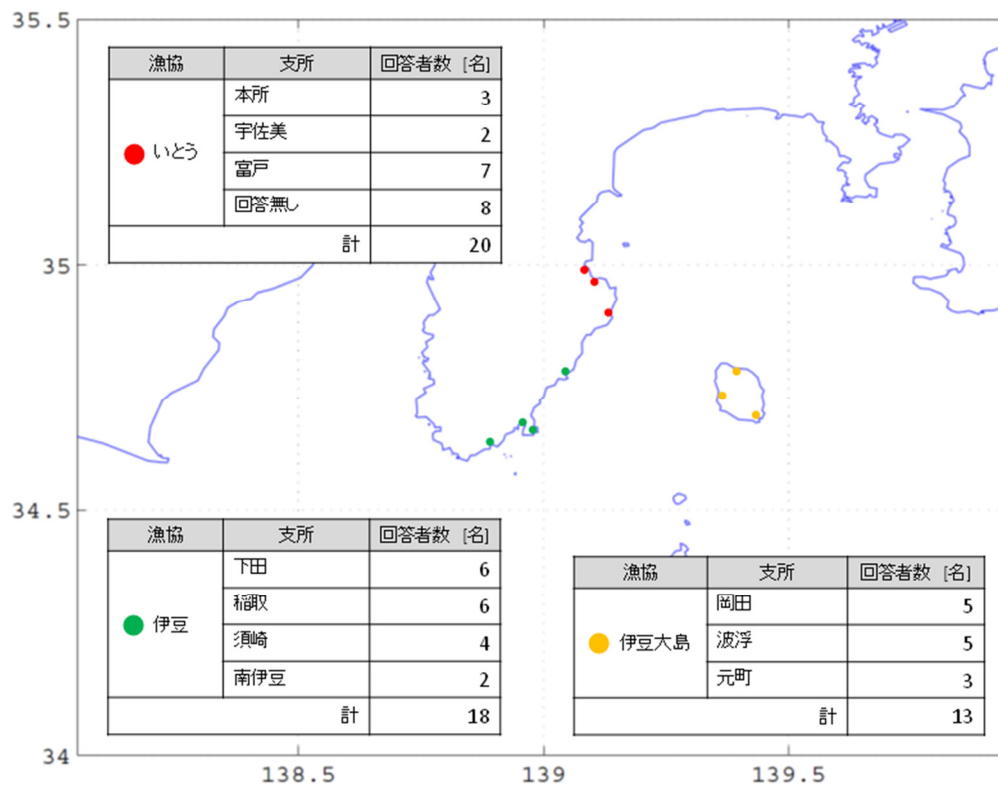 35.5
漁協 支所 回答者数 [名]
いとう
本所 3
宇佐美 2
富戸 7
回答無し 8
計 20
35
34.5
漁協 支所 回答者数 [名]
伊豆
下田 6
稲取 6
須崎 4
南伊豆 2
計 18
漁協 支所 回答者数 [名]
伊豆大島
岡田 5
波浮 5
元町 3
計 13
34
138.5 139 139.5